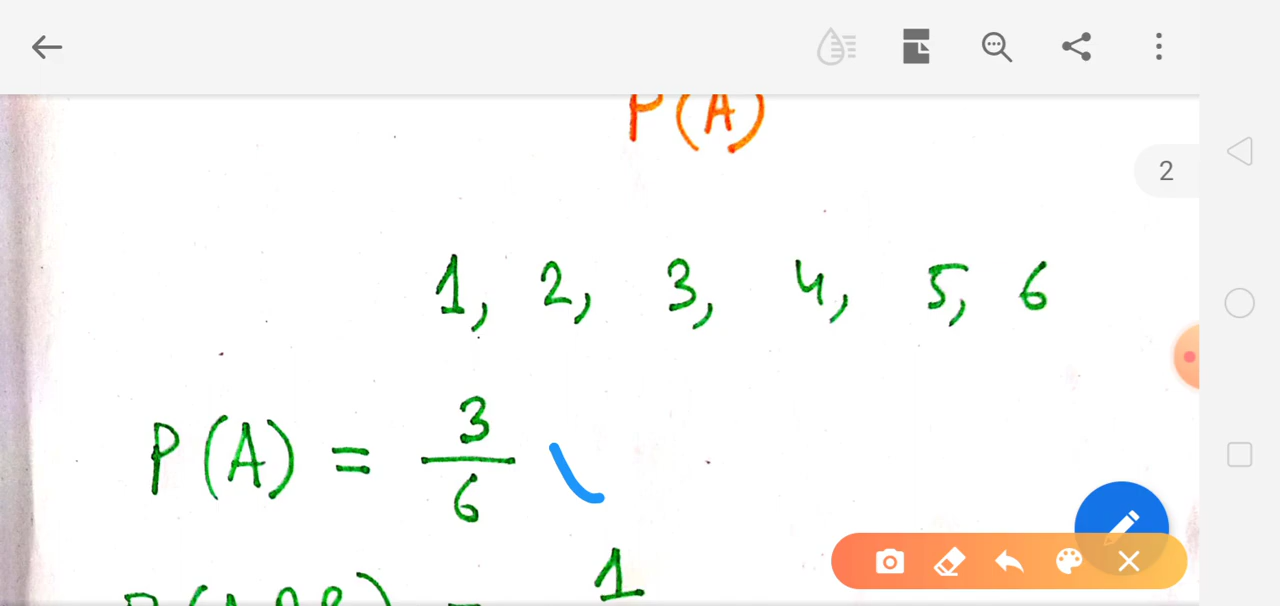 P(A)
2
1, 2, 3, 4, 5, 6
P(A) = 3/6
P(A∩B) = 1